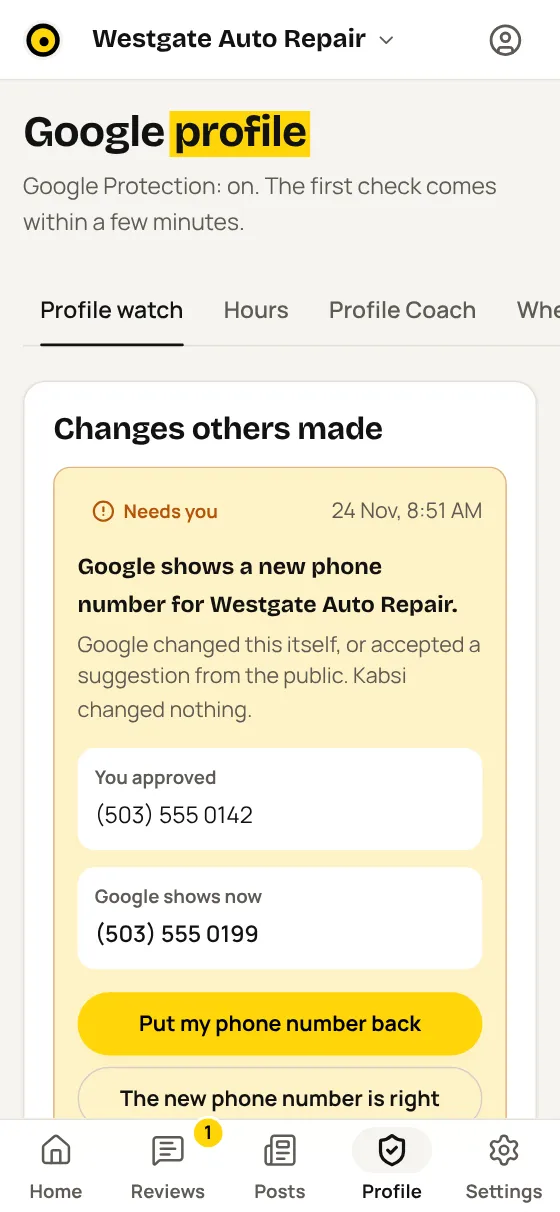 Westgate Auto Repair
Google profile
Google Protection: on. The first check comes
within a few minutes.
Profile watch
Hours
Profile Coach
Whe
Changes others made
Needs you
24 Nov, 8:51 AM
Google shows a new phone
number for Westgate Auto Repair.
Google changed this itself, or accepted a
suggestion from the public. Kabsi
changed nothing.
You approved
(503) 555 0142
Google shows now
(503) 555 0199
Put my phone number back
The new phone number is right
1
Home
Reviews
Posts
Profile
Settings